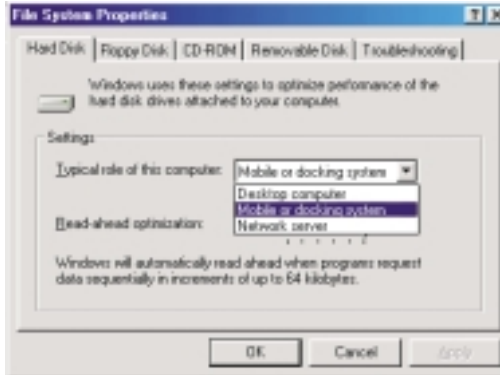 File System Properties
Hard Disk Floppy Disk CD-ROM Removable Disk Troubleshooting
Windows uses these settings to optimize performance of the
hard disk drives attached to your computer.
Settings
Typical role of this computer: Mobile or docking system
Desktop computer
Mobile or docking system
Read-ahead optimization: Network server
Windows will automatically read ahead when programs request
data sequentially in increments of up to 64 kilobytes.
OK Cancel Apply